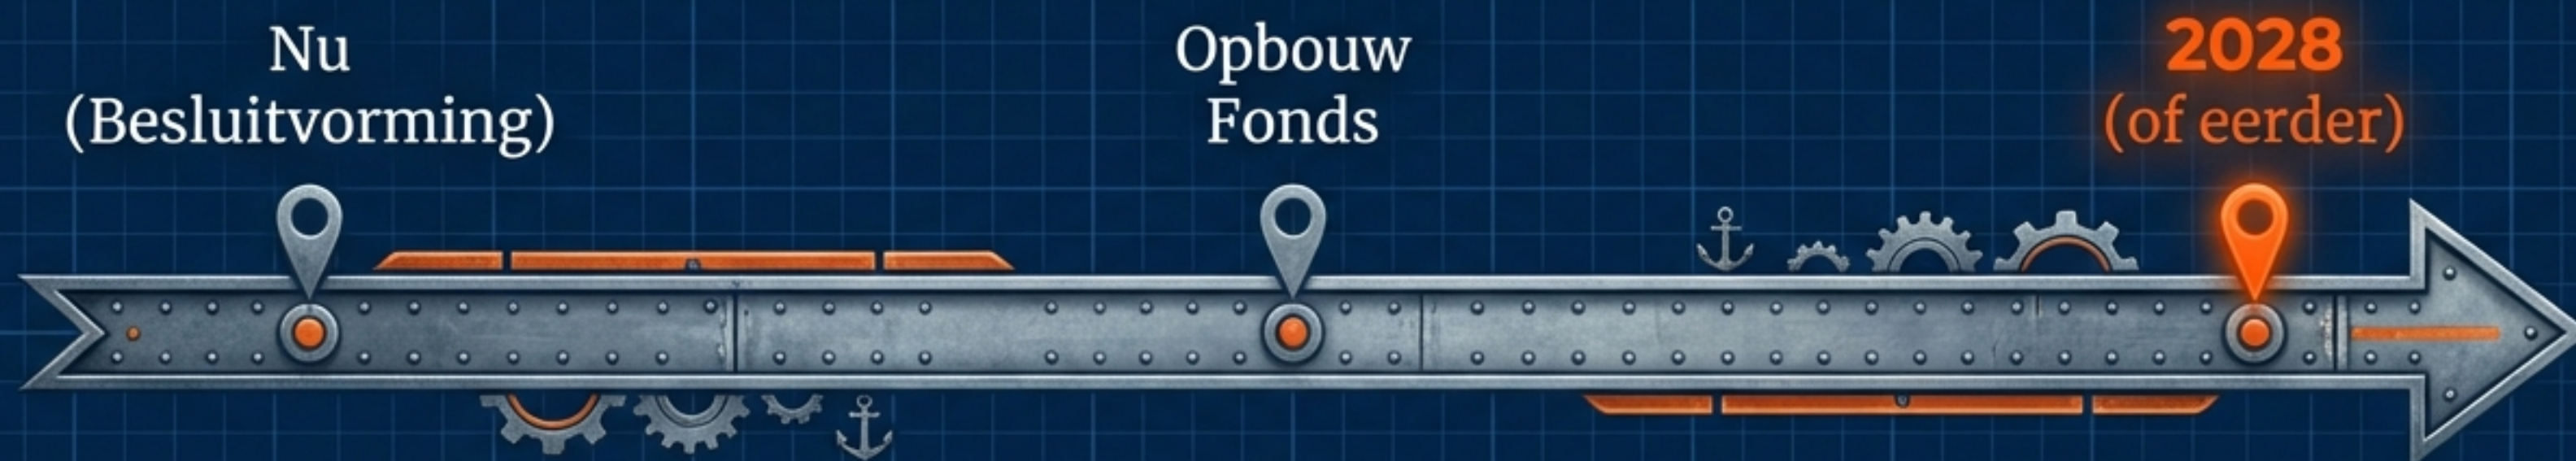 Nu
(Besluitvorming)
Opbouw
Fonds
2028
(of eerder)